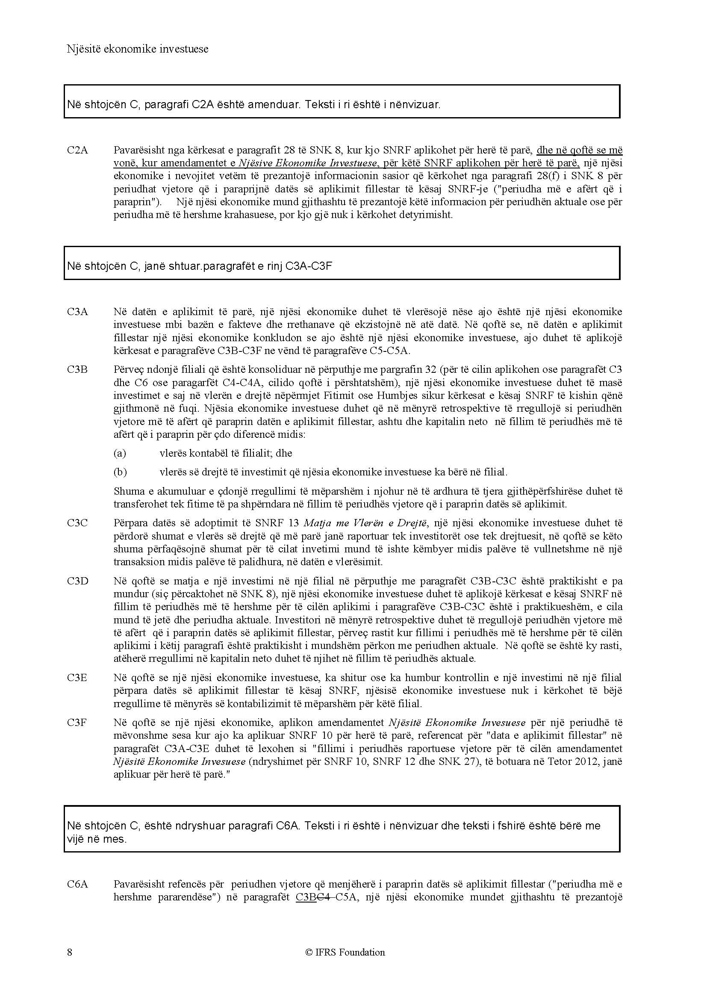 Njësitë ekonomike investuese
Në shtojcën C, paragrafi C2A është amenduar. Teksti i ri është i nënvizuar.
C2A Pavarësisht nga kërkesat e paragrafit 28 të SNK 8, kur kjo SNRF aplikohet për herë të parë, dhe në qoftë se më
vonë, kur amendamentet e Njësive Ekonomike Investuese, për këtë SNRF aplikohen për herë të parë, një njësi
ekonomike i nevojitet vetëm të prezantojë informacionin sasior që kërkohet nga paragrafi 28(f) i SNK 8 për
periudhat vjetore që i paraprijnë datës së aplikimit fillestar të kësaj SNRF-je ("periudha më e afërt që i
paraprin"). Një njësi ekonomike mund gjithashtu të prezantojë këtë informacion për periudhën aktuale ose për
periudha më të hershme krahasuese, por kjo gjë nuk i kërkohet detyrimisht.
Në shtojcën C, janë shtuar.paragrafët e rinj C3A-C3F
C3A Në datën e aplikimit të parë, një njësi ekonomike duhet të vlerësojë nëse ajo është një njësi ekonomike
investuese mbi bazën e fakteve dhe rrethanave që ekzistojnë në atë datë. Në qoftë se, në datën e aplikimit
fillestar një njësi ekonomike konkludon se ajo është një njësi ekonomike investuese, ajo duhet të aplikojë
kërkesat e paragrafëve C3B-C3F ne vënd të paragrafëve C5-C5A.
C3B Përveç ndonjë filiali që është konsoliduar në përputhje me pargrafin 32 (për të cilin aplikohen ose paragrafët C3
dhe C6 ose paragarfët C4-C4A, cilido qoftë i përshtatshëm), një njësi ekonomike investuese duhet të masë
investimet e saj në vlerën e drejtë nëpërmjet Fitimit ose Humbjes sikur kërkesat e kësaj SNRF të kishin qënë
gjithmonë në fuqi. Njësia ekonomike investuese duhet që në mënyrë retrospektive të rregullojë si periudhën
vjetore më të afërt që paraprin datën e aplikimit fillestar, ashtu dhe kapitalin neto në fillim të periudhës më të
afërt që i paraprin për çdo diferencë midis:
(a) vlerës kontabël të filialit; dhe
(b) vlerës së drejtë të investimit që njësia ekonomike investuese ka bërë në filial.
Shuma e akumuluar e çdonjë rregullimi të mëparshëm i njohur në të ardhura të tjera gjithëpërfshirëse duhet të
transferohet tek fitime të pa shpërndara në fillim të periudhës vjetore që i paraprin datës së aplikimit.
C3C Përpara datës së adoptimit të SNRF 13 Matja me Vlerën e Drejtë, një njësi ekonomike investuese duhet të
përdorë shumat e vlerës së drejtë që më parë janë raportuar tek investitorët ose tek drejtuesit, në qoftë se këto
shuma përfaqësojnë shumat për të cilat invetimi mund të ishte këmbyer midis palëve të vullnetshme në një
transaksion midis palëve të palidhura, në datën e vlerësimit.
C3D Në qoftë se matja e një investimi në një filial në përputhje me paragrafët C3B-C3C është praktikisht e pa
mundur (siç përcaktohet në SNK 8), një njësi ekonomike investuese duhet të aplikojë kërkesat e kësaj SNRF në
fillim të periudhës më të hershme për të cilën aplikimi i paragrafëve C3B-C3C është i praktikueshëm, e cila
mund të jetë dhe periudha aktuale. Investitori në mënyrë retrospektive duhet të rregullojë periudhën vjetore më
të afërt që i paraprin datës së aplikimit fillestar, përveç rastit kur fillimi i periudhës më të hershme për të cilën
aplikimi i këtij paragrafi është praktikisht i mundshëm përkon me periudhen aktuale. Në qoftë se është ky rasti,
atëherë rregullimi në kapitalin neto duhet të njihet në fillim të periudhës aktuale.
C3E Në qoftë se një njësi ekonomike investuese, ka shitur ose ka humbur kontrollin e një investimi në një filial
përpara datës së aplikimit fillestar të kësaj SNRF, njësisë ekonomike investuese nuk i kërkohet të bëjë
rregullime të mënyrës së kontabilizimit të mëparshëm për këtë filial.
C3F Në qoftë se një njësi ekonomike, aplikon amendamentet Njësitë Ekonomike Invesuese për një periudhë të
mëvonshme sesa kur ajo ka aplikuar SNRF 10 për herë të parë, referencat për "data e aplikimit fillestar" në
paragrafët C3A-C3E duhet të lexohen si "fillimi i periudhës raportuese vjetore për të cilën amendamentet
Njësitë Ekonomike Invesuese (ndryshimet për SNRF 10, SNRF 12 dhe SNK 27), të botuara në Tetor 2012, janë
aplikuar për herë të parë."
Në shtojcën C, është ndryshuar paragrafi C6A. Teksti i ri është i nënvizuar dhe teksti i fshirë është bërë me
vijë në mes.
C6A Pavarësisht refencës për periudhen vjetore që menjëherë i paraprin datës së aplikimit fillestar ("periudha më e
hershme pararendëse") në paragrafët C3BC4–C5A, një njësi ekonomike mundet gjithashtu të prezantojë
8 © IFRS Foundation